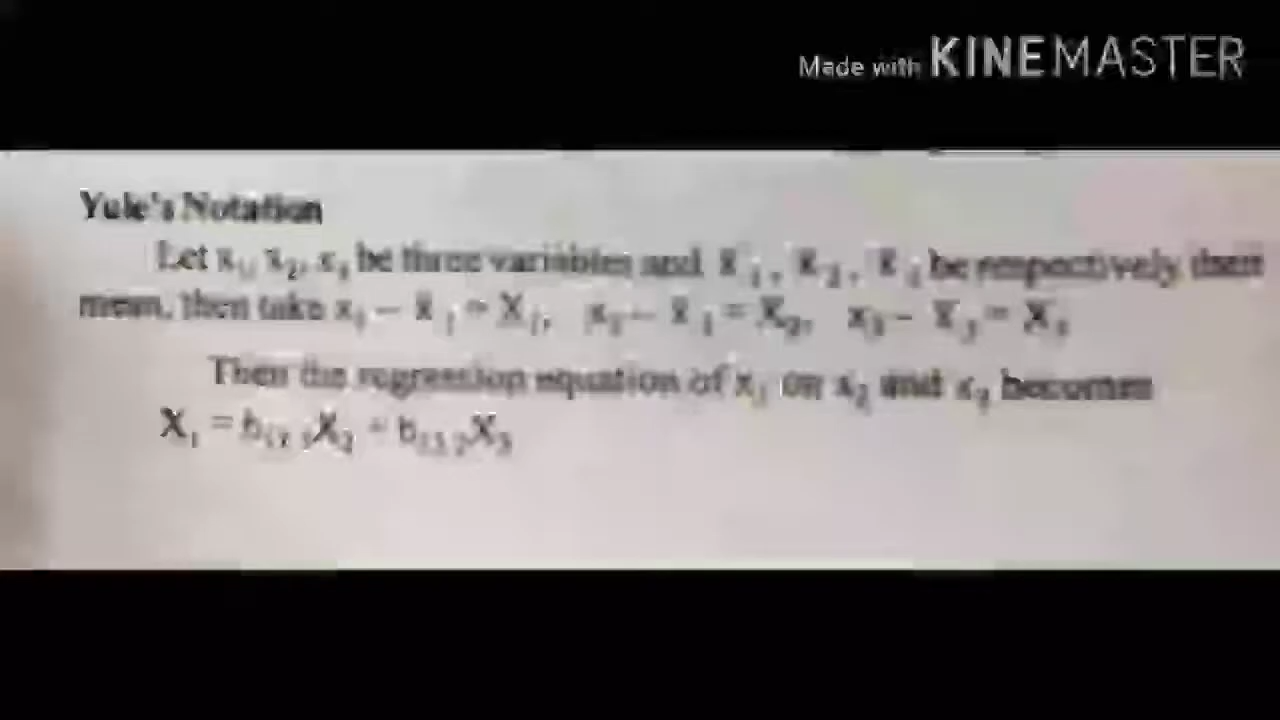 Made with KINEMASTER
Yule's Notation
Let x₁, x₂, x₃ be three variables and x̄₁, x̄₂, x̄₃ be respectively their
mean, then take x₁ – x̄₁ = X₁, x₂ – x̄₂ = X₂, x₃ – x̄₃ = X₃
Then the regression equation of x₁ on x₂ and x₃ becomes
X₁ = b₁₂.₃X₂ + b₁₃.₂X₃